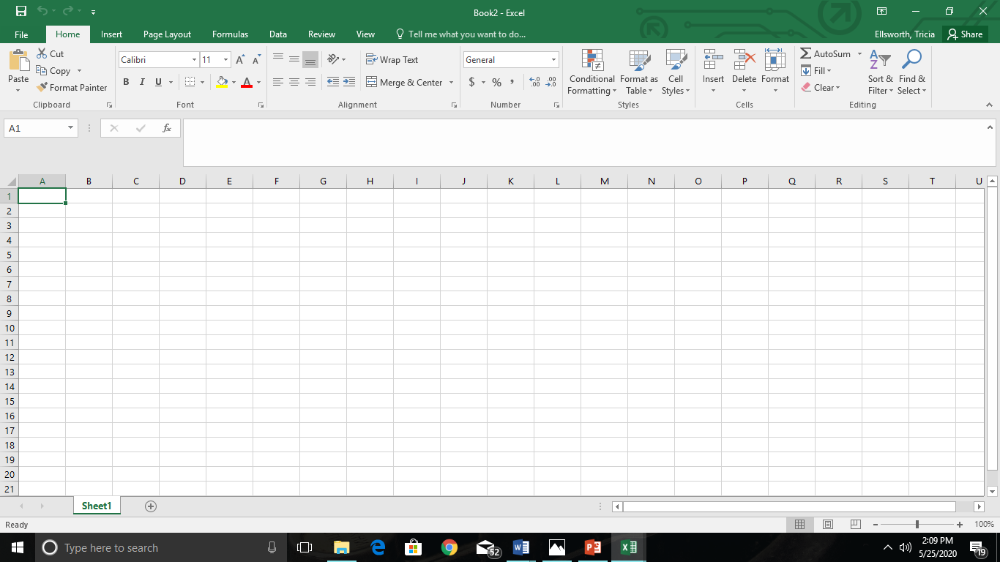 Book2 - Excel
File Home Insert Page Layout Formulas Data Review View Tell me what you want to do... Ellsworth, Tricia Share
Paste
Cut
Copy
Format Painter
Clipboard
Calibri 11
B I U A
Font
Wrap Text
Merge & Center
Alignment
General
$ % ,
Number
Conditional Formatting
Format as Table
Cell Styles
Styles
Insert Delete Format
Cells
AutoSum
Fill
Clear
Sort & Filter
Find & Select
Editing
A1 fx
A B C D E F G H I J K L M N O P Q R S T U
1
2
3
4
5
6
7
8
9
10
11
12
13
14
15
16
17
18
19
20
21
Sheet1
Ready 100%
Type here to search 52 2:09 PM
5/25/2020 19